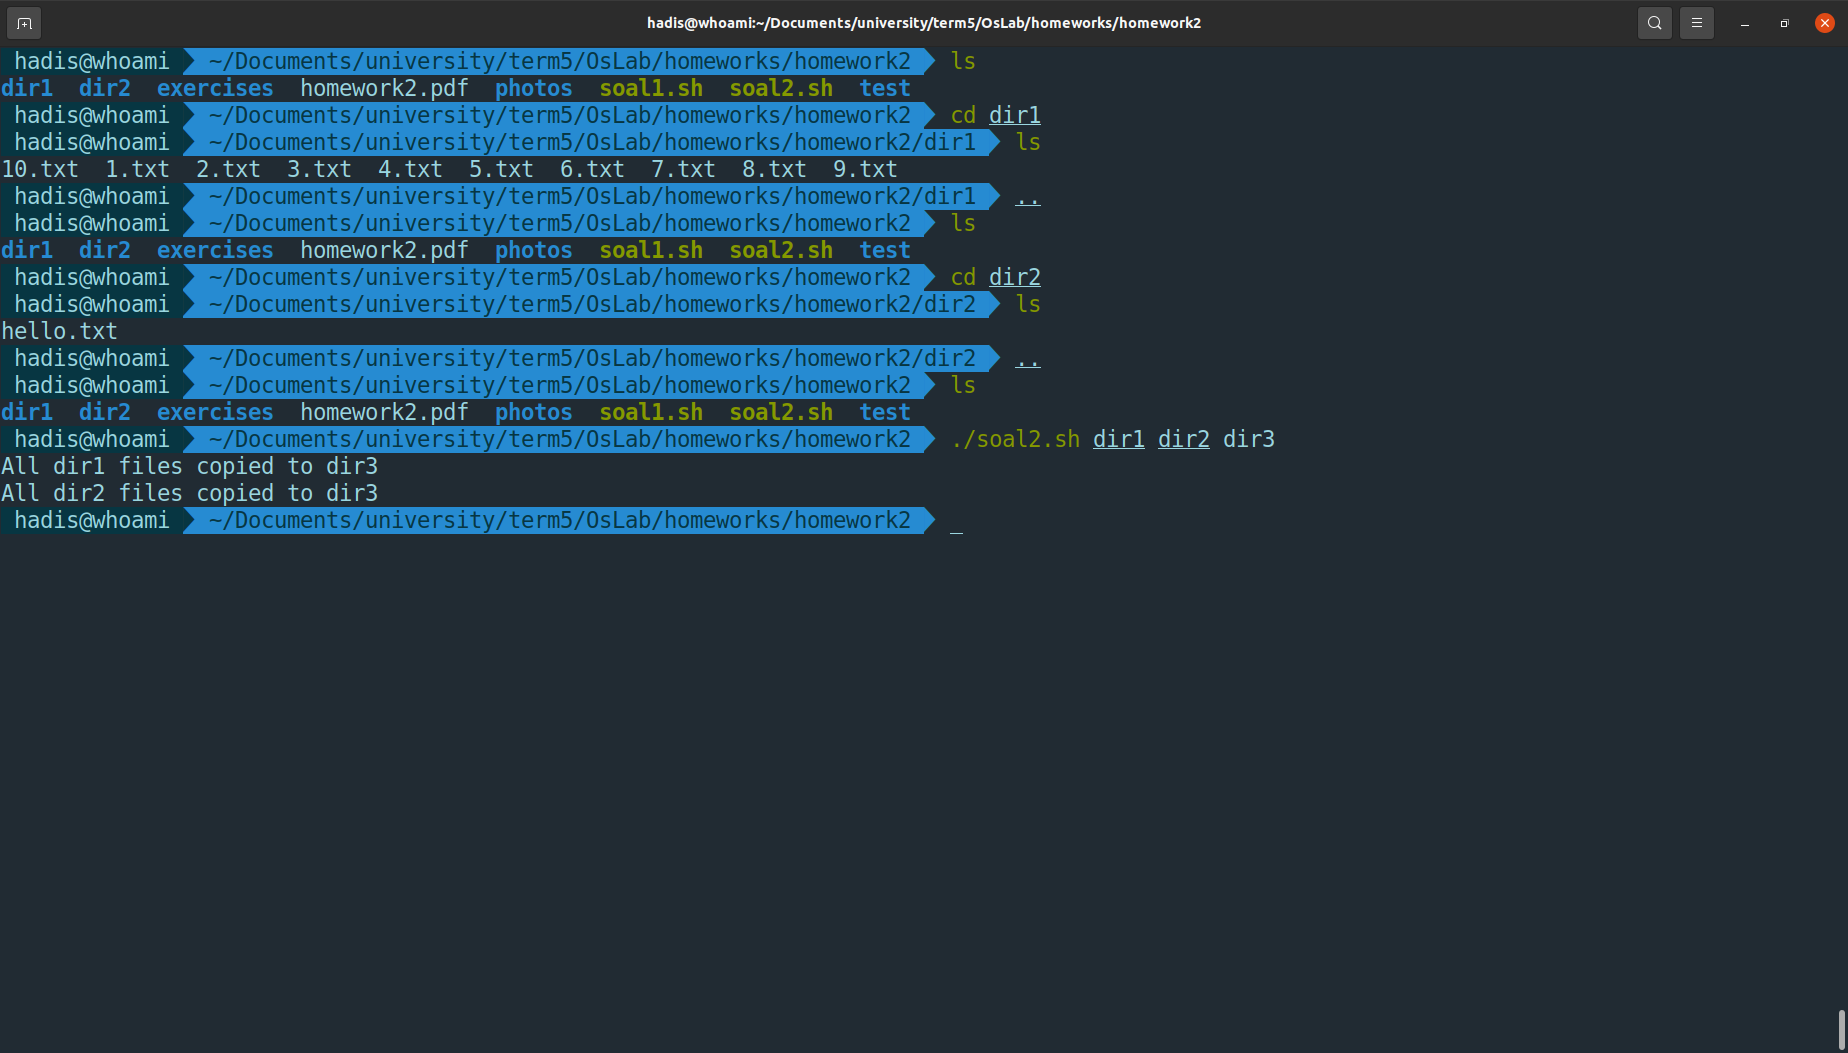 hadis@whoami:~/Documents/university/term5/OsLab/homeworks/homework2
hadis@whoami ~/Documents/university/term5/OsLab/homeworks/homework2 ls
dir1 dir2 exercises homework2.pdf photos soal1.sh soal2.sh test
hadis@whoami ~/Documents/university/term5/OsLab/homeworks/homework2 cd dir1
hadis@whoami ~/Documents/university/term5/OsLab/homeworks/homework2/dir1 ls
10.txt 1.txt 2.txt 3.txt 4.txt 5.txt 6.txt 7.txt 8.txt 9.txt
hadis@whoami ~/Documents/university/term5/OsLab/homeworks/homework2/dir1 ..
hadis@whoami ~/Documents/university/term5/OsLab/homeworks/homework2 ls
dir1 dir2 exercises homework2.pdf photos soal1.sh soal2.sh test
hadis@whoami ~/Documents/university/term5/OsLab/homeworks/homework2 cd dir2
hadis@whoami ~/Documents/university/term5/OsLab/homeworks/homework2/dir2 ls
hello.txt
hadis@whoami ~/Documents/university/term5/OsLab/homeworks/homework2/dir2 ..
hadis@whoami ~/Documents/university/term5/OsLab/homeworks/homework2 ls
dir1 dir2 exercises homework2.pdf photos soal1.sh soal2.sh test
hadis@whoami ~/Documents/university/term5/OsLab/homeworks/homework2 ./soal2.sh dir1 dir2 dir3
All dir1 files copied to dir3
All dir2 files copied to dir3
hadis@whoami ~/Documents/university/term5/OsLab/homeworks/homework2 _